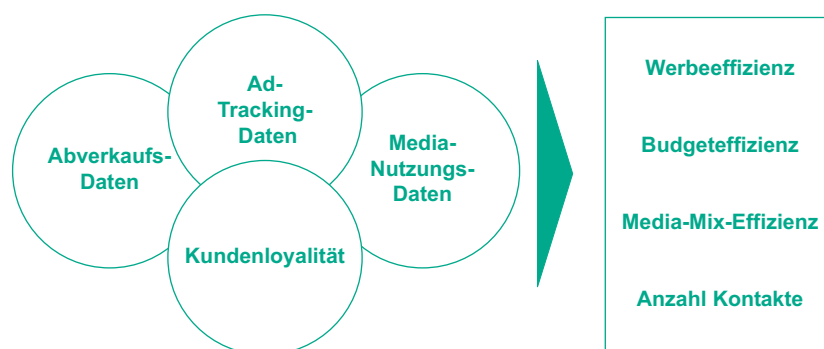 Ad-
Tracking-
Daten
Abverkaufs-
Daten
Media-
Nutzungs-
Daten
Kundenloyalität
Werbeeffizienz
Budgeteffizienz
Media-Mix-Effizienz
Anzahl Kontakte